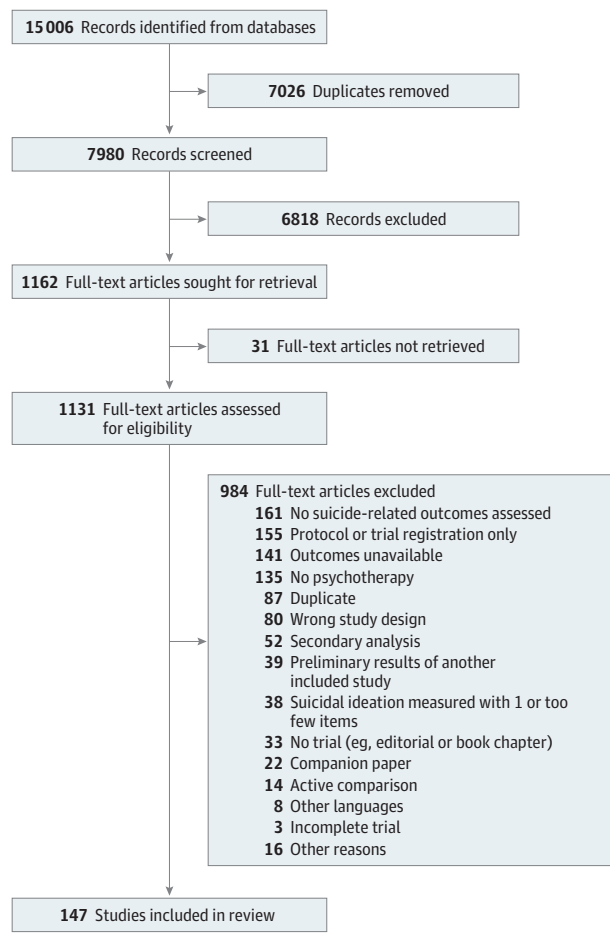 15 006 Records identified from databases
7026 Duplicates removed
7980 Records screened
6818 Records excluded
1162 Full-text articles sought for retrieval
31 Full-text articles not retrieved
1131 Full-text articles assessed
for eligibility
984 Full-text articles excluded
161 No suicide-related outcomes assessed
155 Protocol or trial registration only
141 Outcomes unavailable
135 No psychotherapy
87 Duplicate
80 Wrong study design
52 Secondary analysis
39 Preliminary results of another
included study
38 Suicidal ideation measured with 1 or too
few items
33 No trial (eg, editorial or book chapter)
22 Companion paper
14 Active comparison
8 Other languages
3 Incomplete trial
16 Other reasons
147 Studies included in review